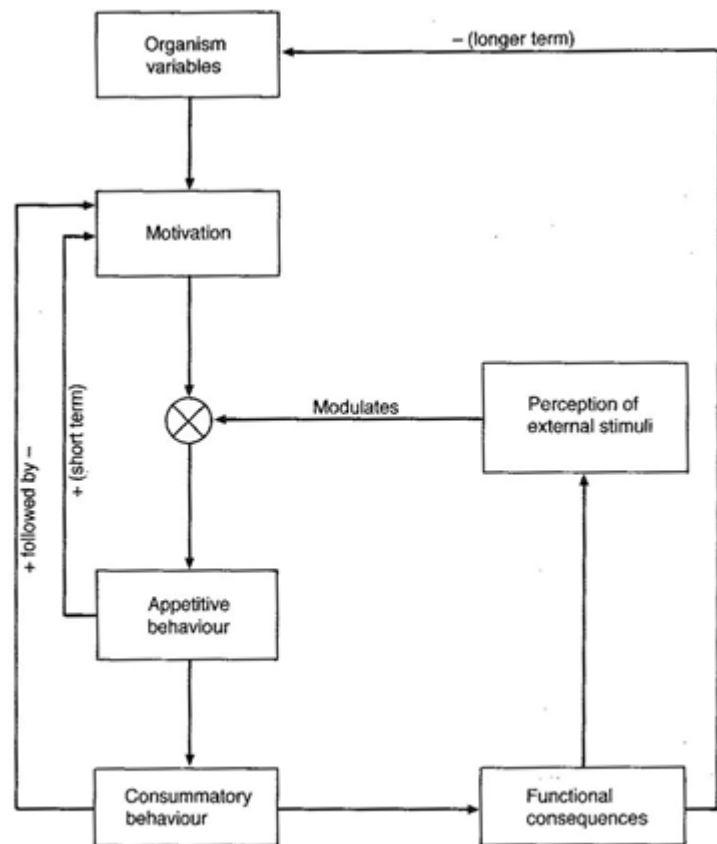 Organism
variables
– (longer term)
Motivation
Modulates
Perception of
external stimuli
+ (short term)
+ followed by –
Appetitive
behaviour
Consummatory
behaviour
Functional
consequences